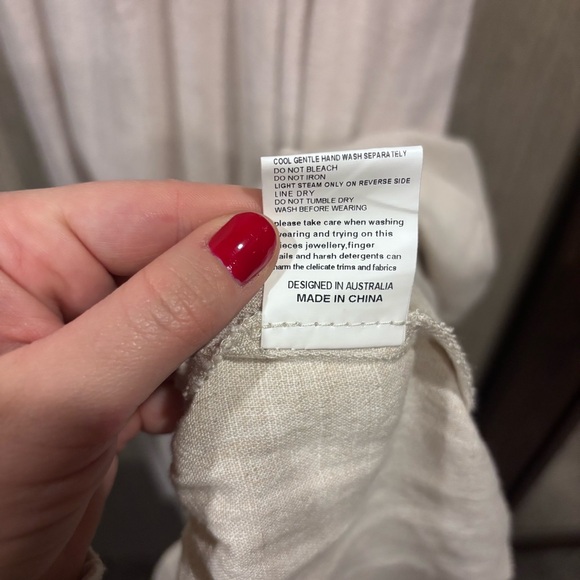 COOL GENTLE HAND WASH SEPARATELY
DO NOT BLEACH
DO NOT IRON
LIGHT STEAM ONLY ON REVERSE SIDE
LINE DRY
DO NOT TUMBLE DRY
WASH BEFORE WEARING
please take care when washing
wearing and trying on this
ieces jewellery,finger
ails and harsh detergents can
harm the delicate trims and fabrics
DESIGNED IN AUSTRALIA
MADE IN CHINA